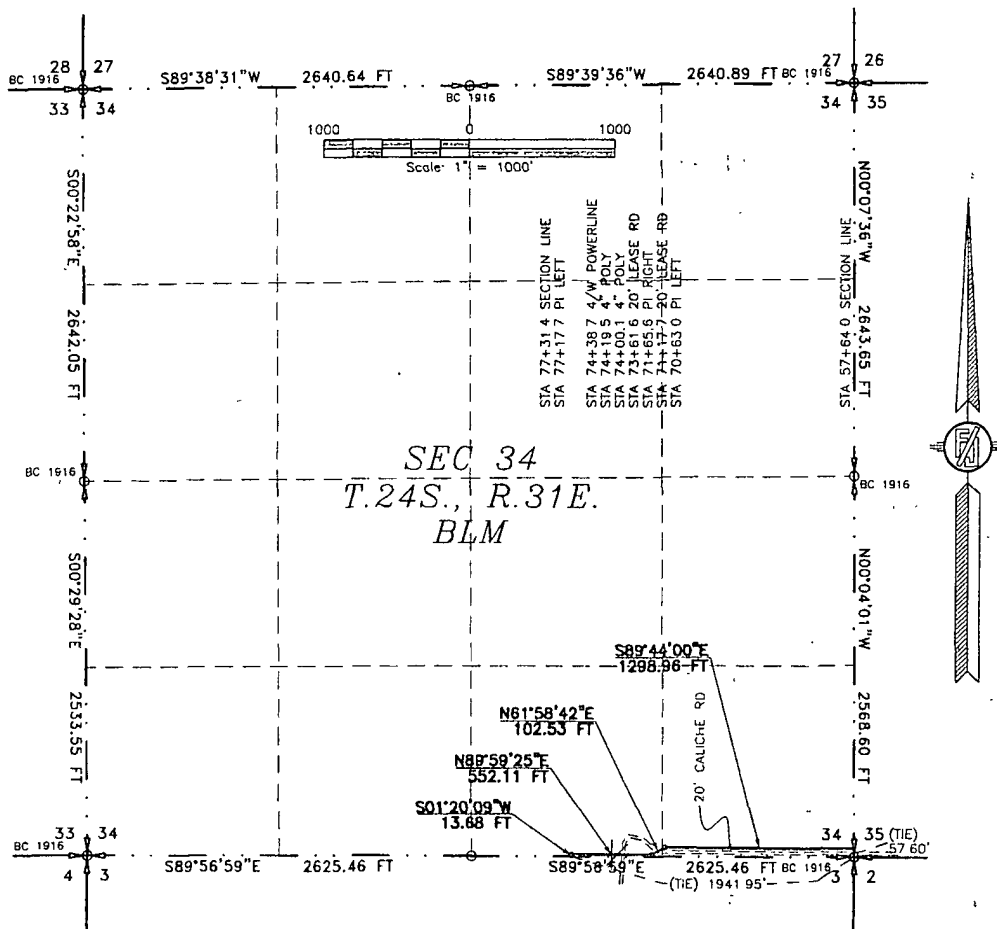 28 27
27 26
BC 1916
S89°38'31"W 2640.64 FT
S89°39'36"W 2640.89 FT
BC 1916
33 34
BC 1916
34 35
1000 0 1000
Scale: 1" = 1000'
S00°22'58"E
2642.05 FT
N00°07'36"W
2643.65 FT
STA 77+31 4 SECTION LINE
STA 77+17 7 PI LEFT
STA 74+38.7 4/W POWERLINE
STA 74+19 5 4" POLY
STA 74+00.1 4" POLY
STA 73+61 6 20' LEASE RD
STA 71+65.6 PI RIGHT
STA 71+17 7 20' LEASE RD
STA 70+63 0 PI LEFT
STA 57+64 0 SECTION LINE
BC 1916
SEC 34
T.24S., R.31E.
BLM
BC 1916
S00°29'28"E
2533.55 FT
N00°04'01"W
2568.60 FT
S89°44'00"E
1298.96 FT
N61°58'42"E
102.53 FT
20' CALICHE RD
N89°59'25"E
552.11 FT
S01°20'09"W
13.68 FT
33 34
34 35 (TIE)
57 60'
BC 1916
S89°56'59"E 2625.46 FT
S89°58'59"E 2625.46 FT
BC 1916
4 3
(TIE) 1941 95'
3 2